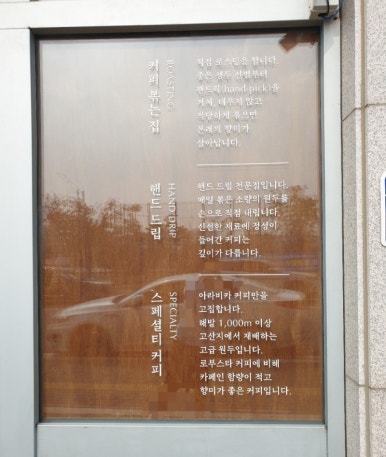 ROASTING
커피 볶는 집
직접 로스팅을 합니다.
좋은 생두 선별부터
핸드픽(hand pick)을
거쳐, 태우지 않고
적당하게 볶으면
본래의 향미가
살아납니다.
HAND DRIP
핸드 드립
핸드 드립 전문집입니다.
매일 볶은 소량의 원두를
손으로 직접 내립니다.
신선한 재료에 정성이
들어간 커피는
깊이가 다릅니다.
SPECIALTY
스페셜티 커피
아라비카 커피만을
고집합니다.
해발 1,000m 이상
고산지에서 재배하는
고급 원두입니다.
로부스타 커피에 비해
카페인 함량이 적고
향미가 좋은 커피입니다.